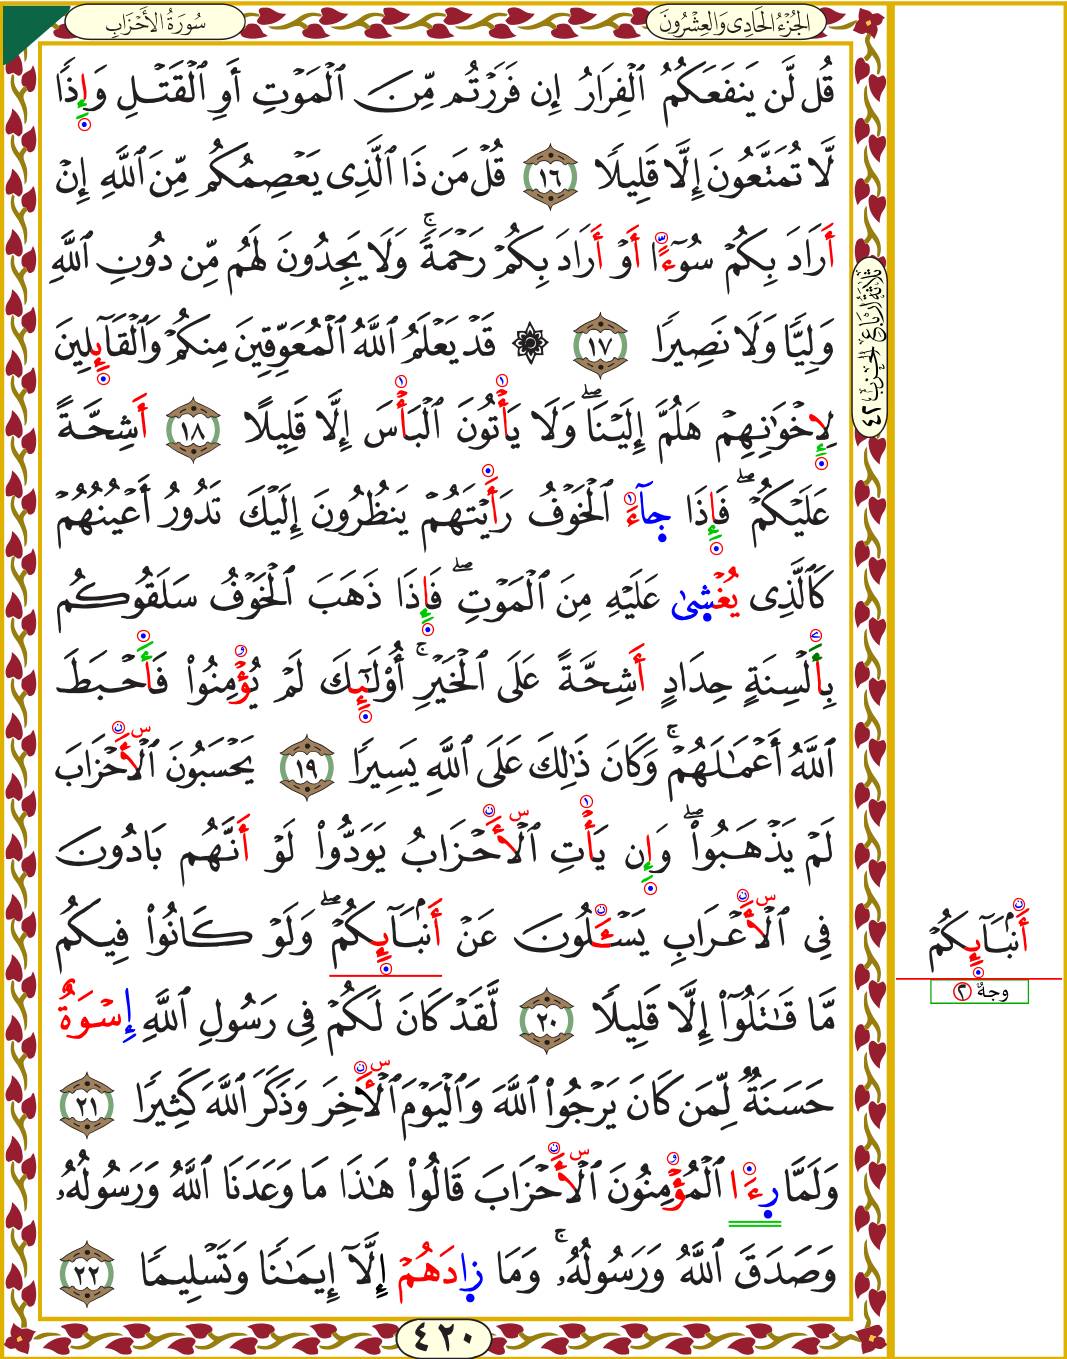 سُورَةُ الأَحْزَابِ
الجُزْءُ الحَادِى وَالعِشْرُونَ
قُل لَّن يَنفَعَكُمُ ٱلْفِرَارُ إِن فَرَرْتُم مِّنَ ٱلْمَوْتِ أَوِ ٱلْقَتْلِ وَإِذًا
لَّا تُمَتَّعُونَ إِلَّا قَلِيلًا ١٦ قُلْ مَن ذَا ٱلَّذِى يَعْصِمُكُم مِّنَ ٱللَّهِ إِنْ
أَرَادَ بِكُمْ سُوٓءًا أَوْ أَرَادَ بِكُمْ رَحْمَةً ۚ وَلَا يَجِدُونَ لَهُم مِّن دُونِ ٱللَّهِ
وَلِيًّا وَلَا نَصِيرًا ١٧ ۞ قَدْ يَعْلَمُ ٱللَّهُ ٱلْمُعَوِّقِينَ مِنكُمْ وَٱلْقَآئِلِينَ
لِإِخْوَٰنِهِمْ هَلُمَّ إِلَيْنَا ۖ وَلَا يَأْتُونَ ٱلْبَأْسَ إِلَّا قَلِيلًا ١٨ أَشِحَّةً
عَلَيْكُمْ ۖ فَإِذَا جَآءَ ٱلْخَوْفُ رَأَيْتَهُمْ يَنظُرُونَ إِلَيْكَ تَدُورُ أَعْيُنُهُمْ
كَٱلَّذِى يُغْشىٰ عَلَيْهِ مِنَ ٱلْمَوْتِ ۖ فَإِذَا ذَهَبَ ٱلْخَوْفُ سَلَقُوكُم
بِأَلْسِنَةٍ حِدَادٍ أَشِحَّةً عَلَى ٱلْخَيْرِ ۚ أُو۟لَٰٓئِكَ لَمْ يُؤْمِنُوا۟ فَأَحْبَطَ
ٱللَّهُ أَعْمَٰلَهُمْ ۚ وَكَانَ ذَٰلِكَ عَلَى ٱللَّهِ يَسِيرًا ١٩ يَحْسَبُونَ ٱلْأَحْزَابَ
لَمْ يَذْهَبُوا۟ ۖ وَإِن يَأْتِ ٱلْأَحْزَابُ يَوَدُّوا۟ لَوْ أَنَّهُم بَادُونَ
فِى ٱلْأَعْرَابِ يَسْـَٔلُونَ عَنْ أَنۢبَآئِكُمْ ۖ وَلَوْ كَانُوا۟ فِيكُم
مَّا قَٰتَلُوٓا۟ إِلَّا قَلِيلًا ٢٠ لَّقَدْ كَانَ لَكُمْ فِى رَسُولِ ٱللَّهِ إِسْوَةٌ
حَسَنَةٌ لِّمَن كَانَ يَرْجُوا۟ ٱللَّهَ وَٱلْيَوْمَ ٱلْأَخِرَ وَذَكَرَ ٱللَّهَ كَثِيرًا ٢١
وَلَمَّا رِءَا ٱلْمُؤْمِنُونَ ٱلْأَحْزَابَ قَالُوا۟ هَٰذَا مَا وَعَدَنَا ٱللَّهُ وَرَسُولُهُۥ
وَصَدَقَ ٱللَّهُ وَرَسُولُهُۥ ۚ وَمَا زِادَهُمْ إِلَّآ إِيمَٰنًا وَتَسْلِيمًا ٢٢
ثلاثة أرباع الحزب ٤٢
أَنۢبَآئِكُمْ
وجهٌ ٢
٤٢٠